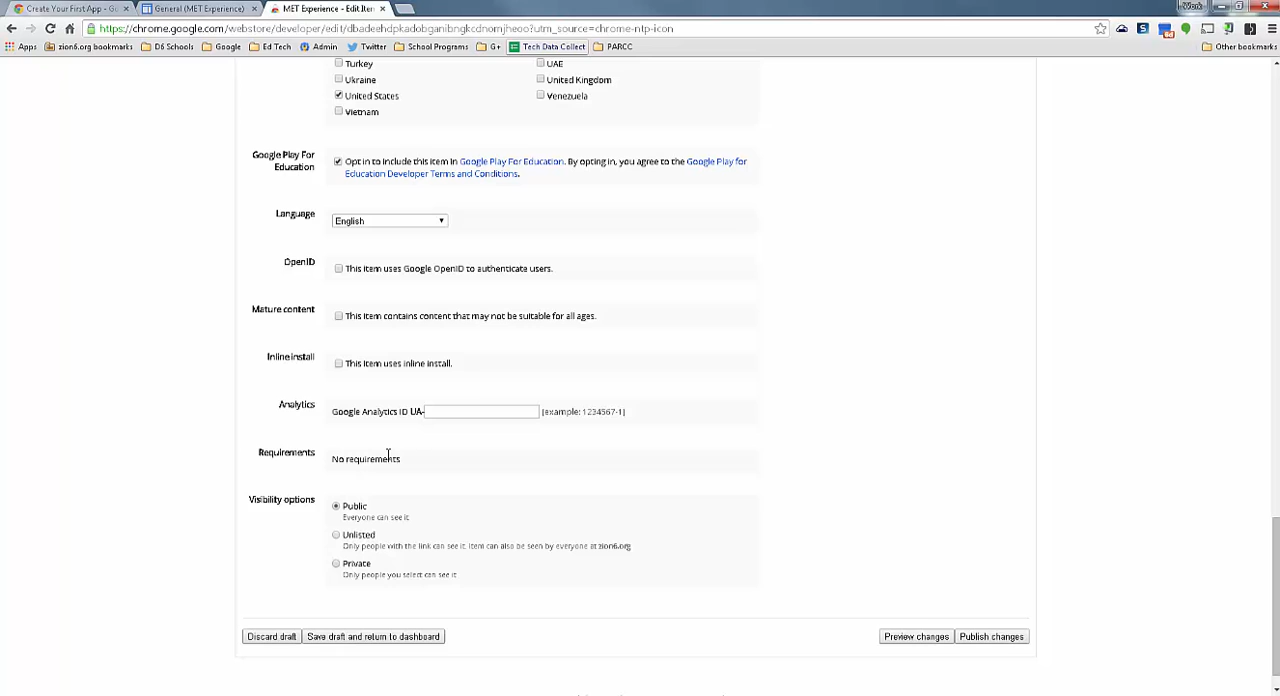 Create Your First App - Go
General (MET Experience)
MET Experience - Edit Item
https://chrome.google.com/webstore/developer/edit/dbadeehdpkadobganibngkcdnomjheoo?utm_source=chrome-ntp-icon
Apps
zion6.org bookmarks
D6 Schools
Google
Ed Tech
Admin
Twitter
School Programs
G+
Tech Data Collect
PARCC
Other bookmarks
Turkey
UAE
Ukraine
United Kingdom
United States
Venezuela
Vietnam
Google Play For
Education
Opt in to include this item in Google Play For Education. By opting in, you agree to the Google Play for
Education Developer Terms and Conditions.
Language
English
OpenID
This item uses Google OpenID to authenticate users.
Mature content
This item contains content that may not be suitable for all ages.
Inline install
This item uses inline install.
Analytics
Google Analytics ID UA-
[example: 1234567-1]
Requirements
No requirements
Visibility options
Public
Everyone can see it
Unlisted
Only people with the link can see it. Item can also be seen by everyone at zion6.org
Private
Only people you select can see it
Discard draft
Save draft and return to dashboard
Preview changes
Publish changes